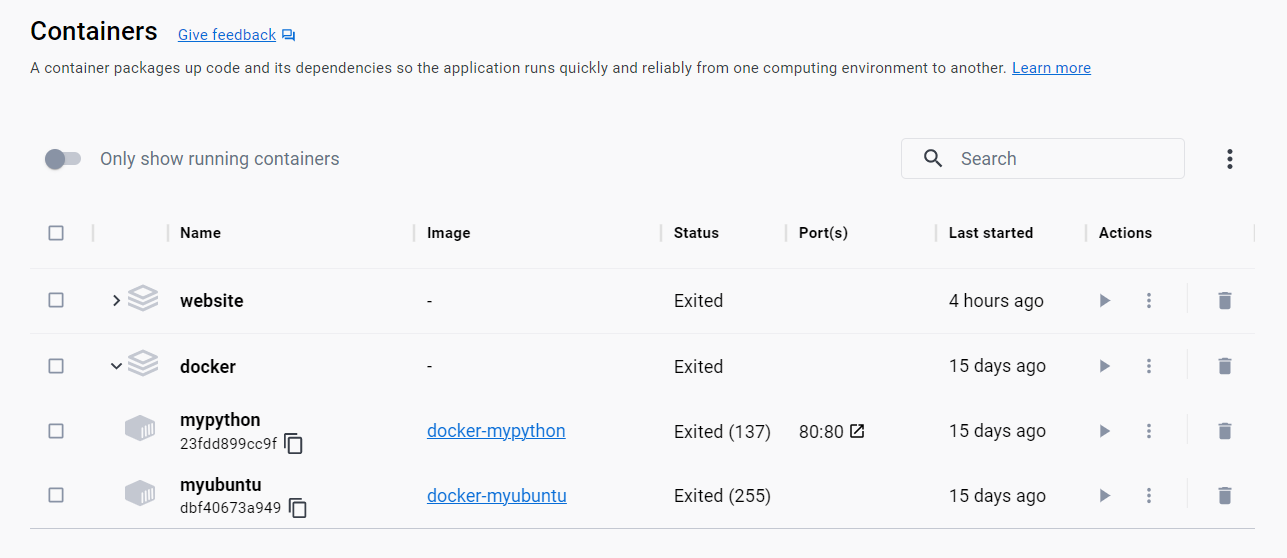 Containers Give feedback
A container packages up code and its dependencies so the application runs quickly and reliably from one computing environment to another. Learn more
Only show running containers Search
Name Image Status Port(s) Last started Actions
website - Exited 4 hours ago
docker - Exited 15 days ago
mypython
23fdd899cc9f docker-mypython Exited (137) 80:80 15 days ago
myubuntu
dbf40673a949 docker-myubuntu Exited (255) 15 days ago